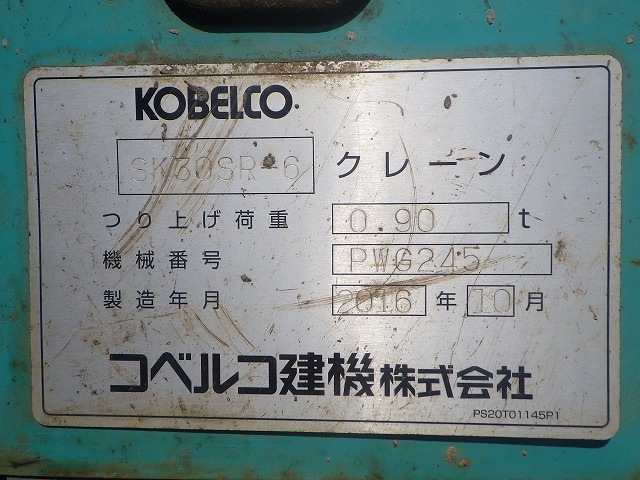 KOBELCO
SK30SR-6 クレーン
つり上げ荷重 0.90 t
機械番号 PW6245
製造年月 2016 年 10 月
コベルコ建機株式会社
PS20T01145P1